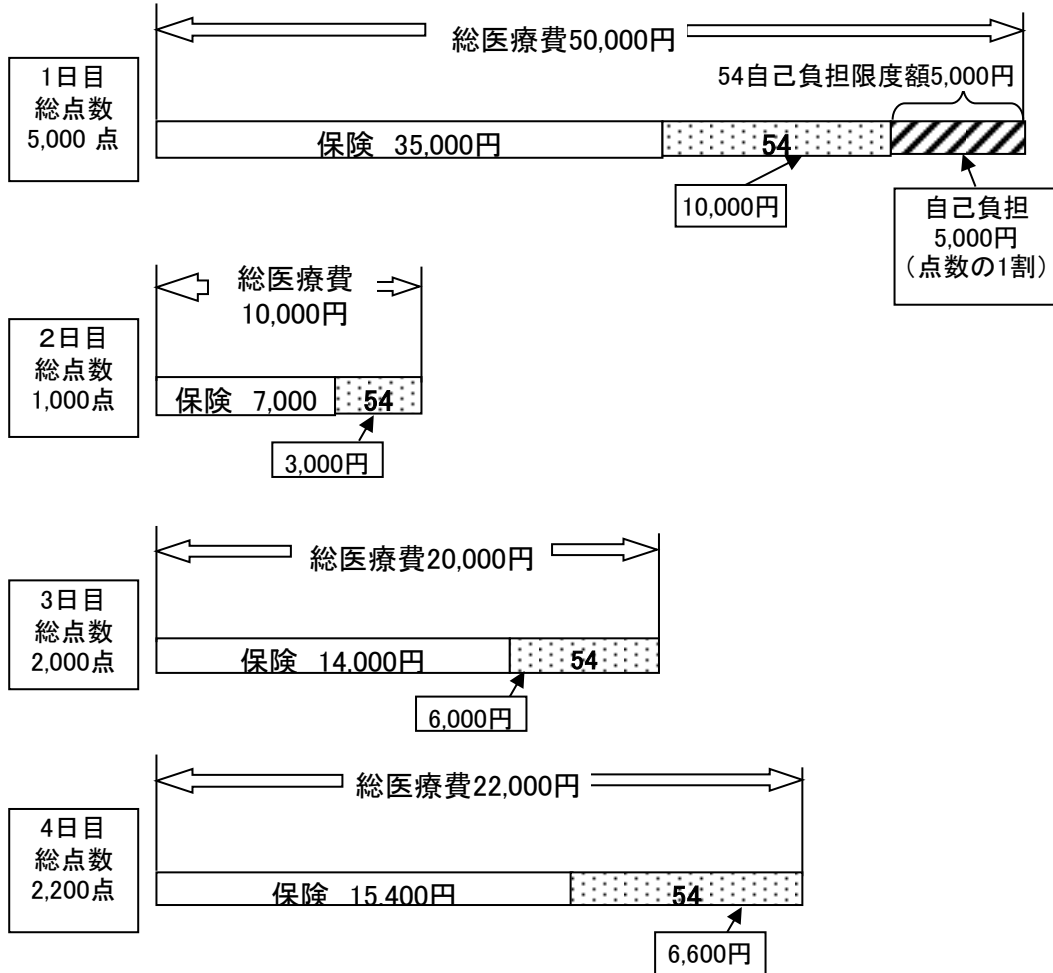 総医療費50,000円
1日目
総点数
5,000 点
54自己負担限度額5,000円
保険 35,000円
54
10,000円
自己負担
5,000円
（点数の1割）
総医療費
10,000円
２日目
総点数
1,000点
保険 7,000
54
3,000円
総医療費20,000円
3日目
総点数
2,000点
保険 14,000円
54
6,000円
総医療費22,000円
4日目
総点数
2,200点
保険 15,400円
54
6,600円